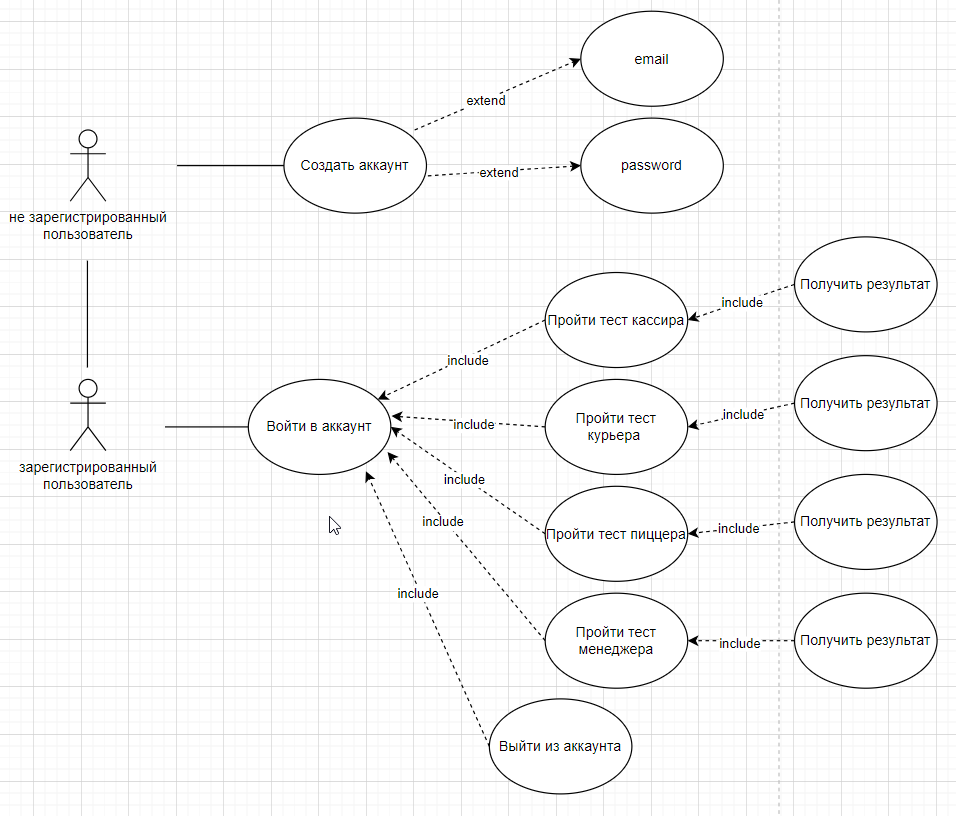 email
extend
Создать аккаунт
password
extend
не зарегистрированный
пользователь
Получить результат
include
Пройти тест кассира
include
Получить результат
include
Пройти тест
курьера
include
Войти в аккаунт
зарегистрированный
пользователь
include
Получить результат
include
Пройти тест пиццера
include
include
Пройти тест
менеджера
include
Получить результат
Выйти из аккаунта